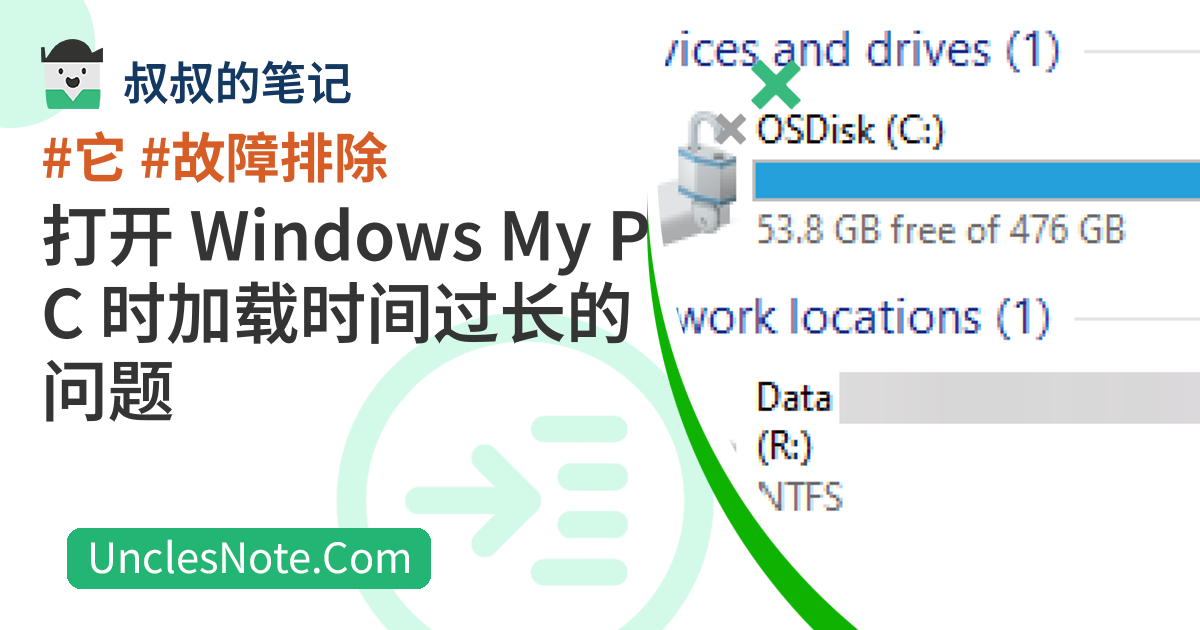 叔叔的笔记
#它 #故障排除
打开 Windows My P
C 时加载时间过长的
问题
UnclesNote.Com
vices and drives (1)
OSDisk (C:)
53.8 GB free of 476 GB
work locations (1)
Data
(R:)
NTFS